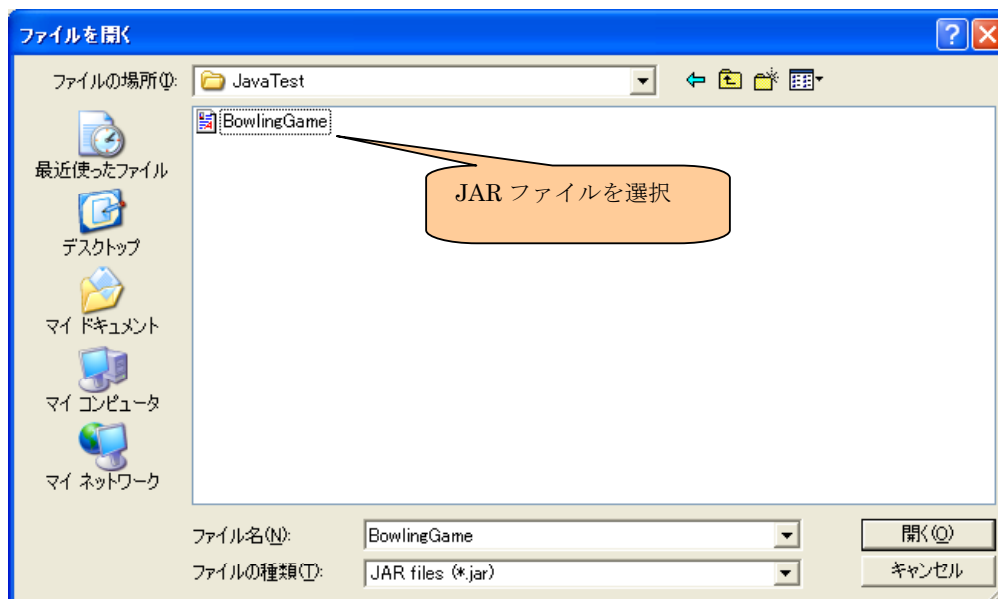 ファイルを開く
ファイルの場所(I):
JavaTest
BowlingGame
JAR ファイルを選択
最近使ったファイル
デスクトップ
マイ ドキュメント
マイ コンピュータ
マイ ネットワーク
ファイル名(N):
BowlingGame
開く(O)
ファイルの種類(T):
JAR files (*.jar)
キャンセル